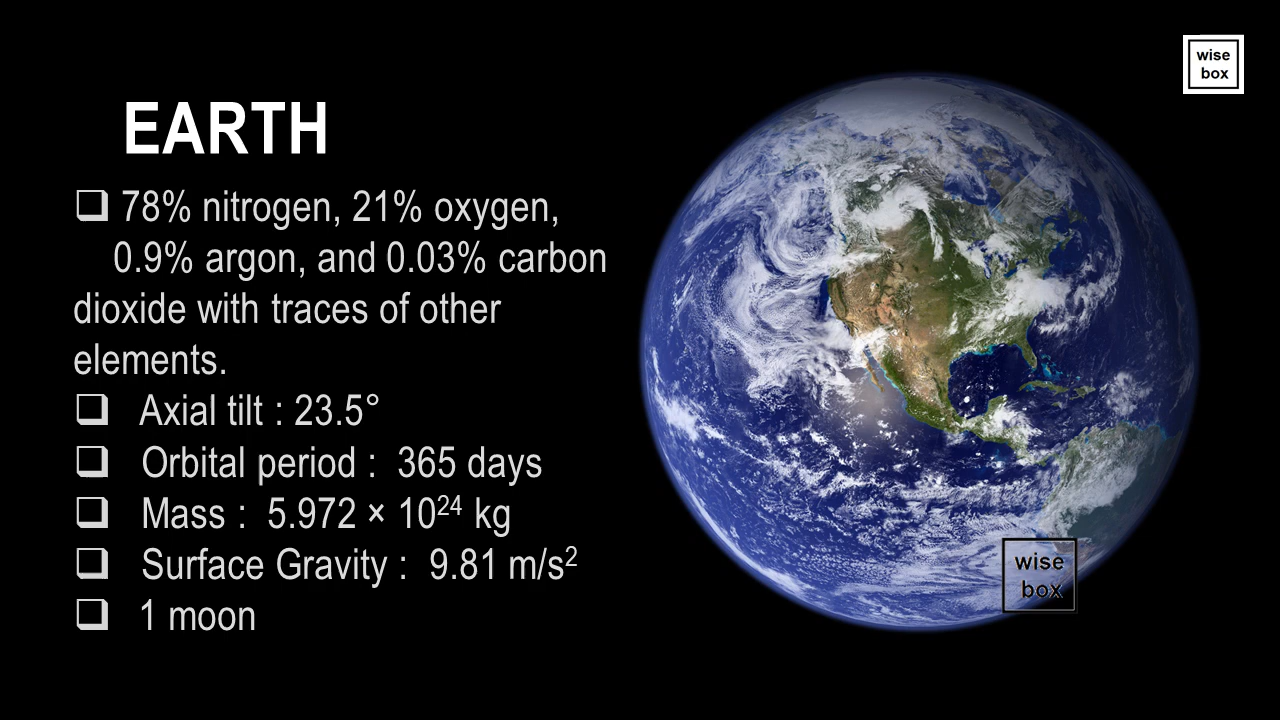 wise
box
EARTH
❑ 78% nitrogen, 21% oxygen,
0.9% argon, and 0.03% carbon
dioxide with traces of other
elements.
❑ Axial tilt : 23.5°
❑ Orbital period : 365 days
❑ Mass : 5.972 × 10²⁴ kg
❑ Surface Gravity : 9.81 m/s²
❑ 1 moon
wise
box